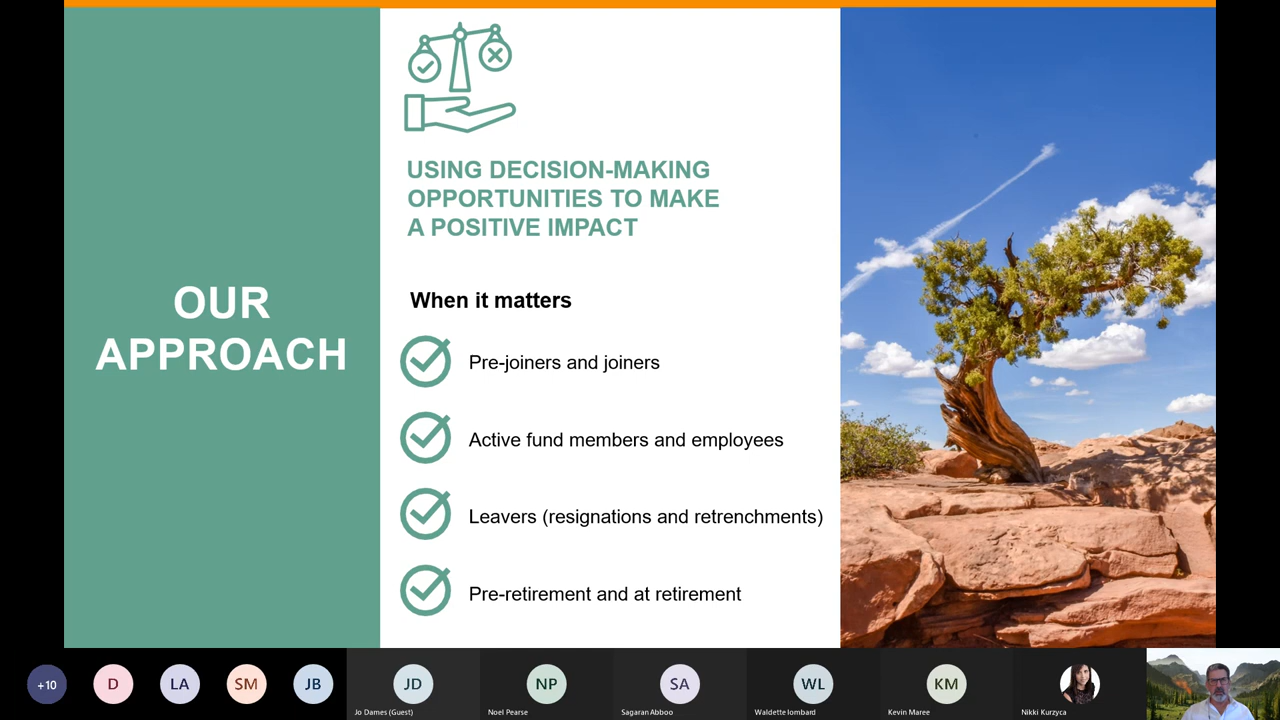 OUR
APPROACH
USING DECISION-MAKING
OPPORTUNITIES TO MAKE
A POSITIVE IMPACT
When it matters
Pre-joiners and joiners
Active fund members and employees
Leavers (resignations and retrenchments)
Pre-retirement and at retirement
+10
D
LA
SM
JB
JD
Jo Dames (Guest)
NP
Noel Pearse
SA
Sagaran Abboo
WL
Waldette lombard
KM
Kevin Maree
Nikki Kurzyca